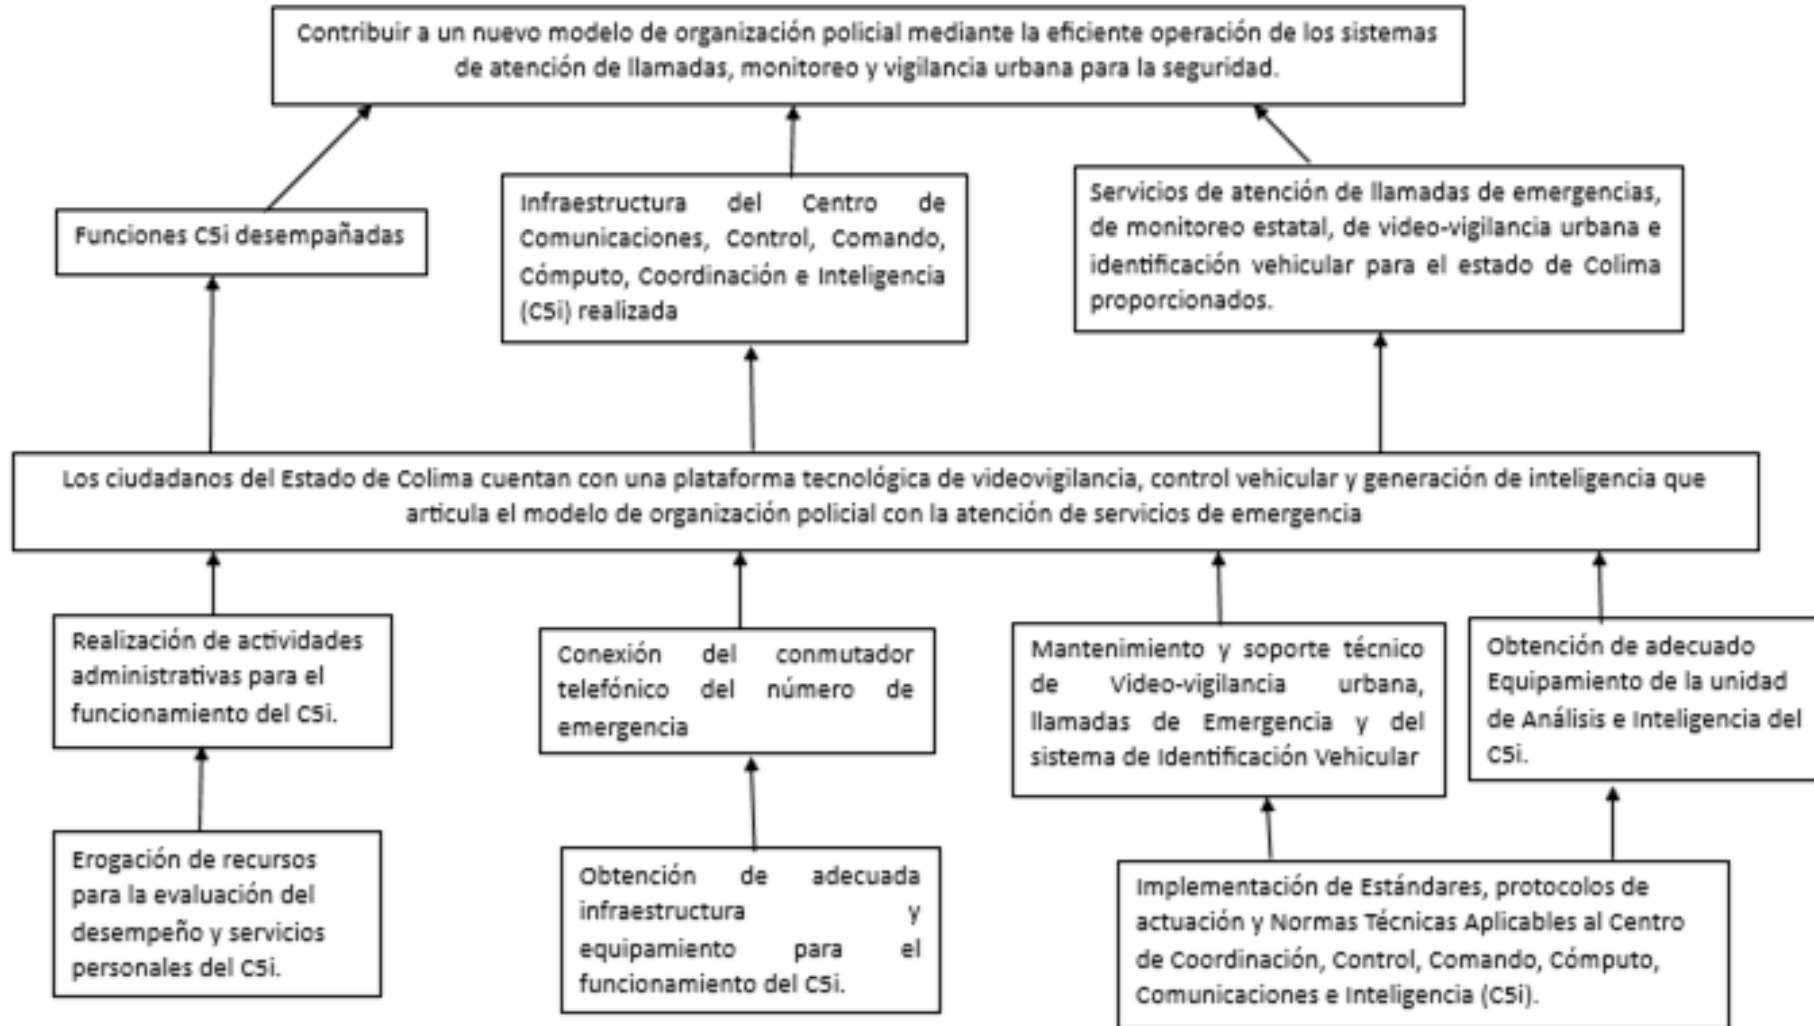 Contribuir a un nuevo modelo de organización policial mediante la eficiente operación de los sistemas
de atención de llamadas, monitoreo y vigilancia urbana para la seguridad.
Funciones C5i desempañadas
Infraestructura del Centro de
Comunicaciones, Control, Comando,
Cómputo, Coordinación e Inteligencia
(C5i) realizada
Servicios de atención de llamadas de emergencias,
de monitoreo estatal, de video-vigilancia urbana e
identificación vehicular para el estado de Colima
proporcionados.
Los ciudadanos del Estado de Colima cuentan con una plataforma tecnológica de videovigilancia, control vehicular y generación de inteligencia que
articula el modelo de organización policial con la atención de servicios de emergencia
Realización de actividades
administrativas para el
funcionamiento del C5i.
Conexión del conmutador
telefónico del número de
emergencia
Mantenimiento y soporte técnico
de Video-vigilancia urbana,
llamadas de Emergencia y del
sistema de Identificación Vehicular
Obtención de adecuado
Equipamiento de la unidad
de Análisis e Inteligencia del
C5i.
Erogación de recursos
para la evaluación del
desempeño y servicios
personales del C5i.
Obtención de adecuada
infraestructura y
equipamiento para el
funcionamiento del C5i.
Implementación de Estándares, protocolos de
actuación y Normas Técnicas Aplicables al Centro
de Coordinación, Control, Comando, Cómputo,
Comunicaciones e Inteligencia (C5i).